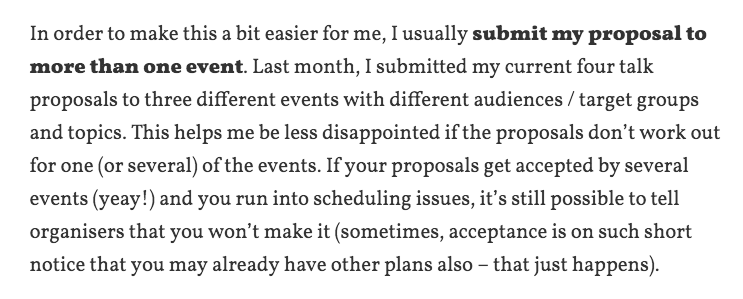 In order to make this a bit easier for me, I usually submit my proposal to
more than one event. Last month, I submitted my current four talk
proposals to three different events with different audiences / target groups
and topics. This helps me be less disappointed if the proposals don’t work out
for one (or several) of the events. If your proposals get accepted by several
events (yeay!) and you run into scheduling issues, it’s still possible to tell
organisers that you won’t make it (sometimes, acceptance is on such short
notice that you may already have other plans also – that just happens).